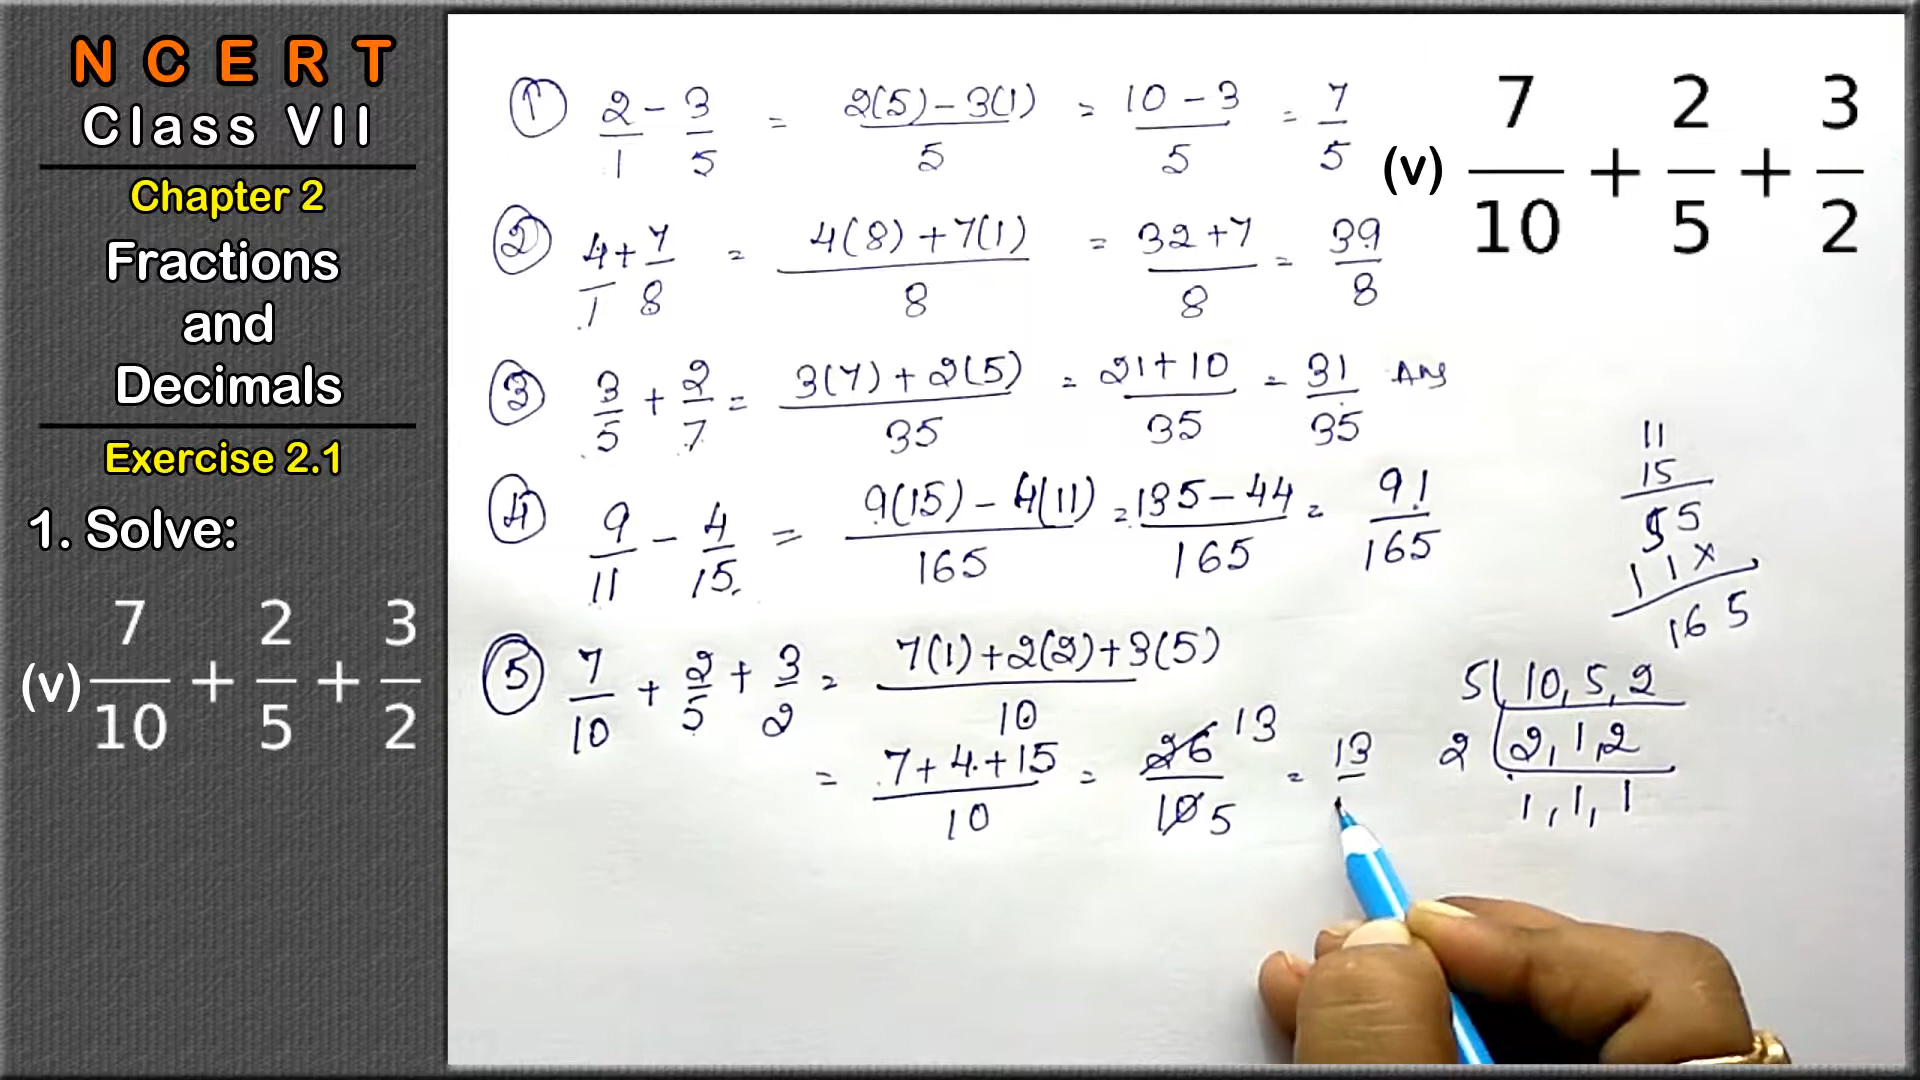 N C E R T
Class VII
Chapter 2
Fractions
and
Decimals
Exercise 2.1
1. Solve:
(v) 7/10 + 2/5 + 3/2
① 2/1 - 3/5 = (2(5) - 3(1))/5 = (10 - 3)/5 = 7/5
(v) 7/10 + 2/5 + 3/2
② 4/1 + 7/8 = (4(8) + 7(1))/8 = (32 + 7)/8 = 39/8
③ 3/5 + 2/7 = (3(7) + 2(5))/35 = (21 + 10)/35 = 31/35 Ans
④ 9/11 - 4/15 = (9(15) - 4(11))/165 = (135 - 44)/165 = 91/165
11
15
55
11x
165
⑤ 7/10 + 2/5 + 3/2 = (7(1) + 2(2) + 3(5))/10
= (7 + 4 + 15)/10 = 26/10 13 5 = 13/
5 10, 5, 2
2 2, 1, 2
1, 1, 1